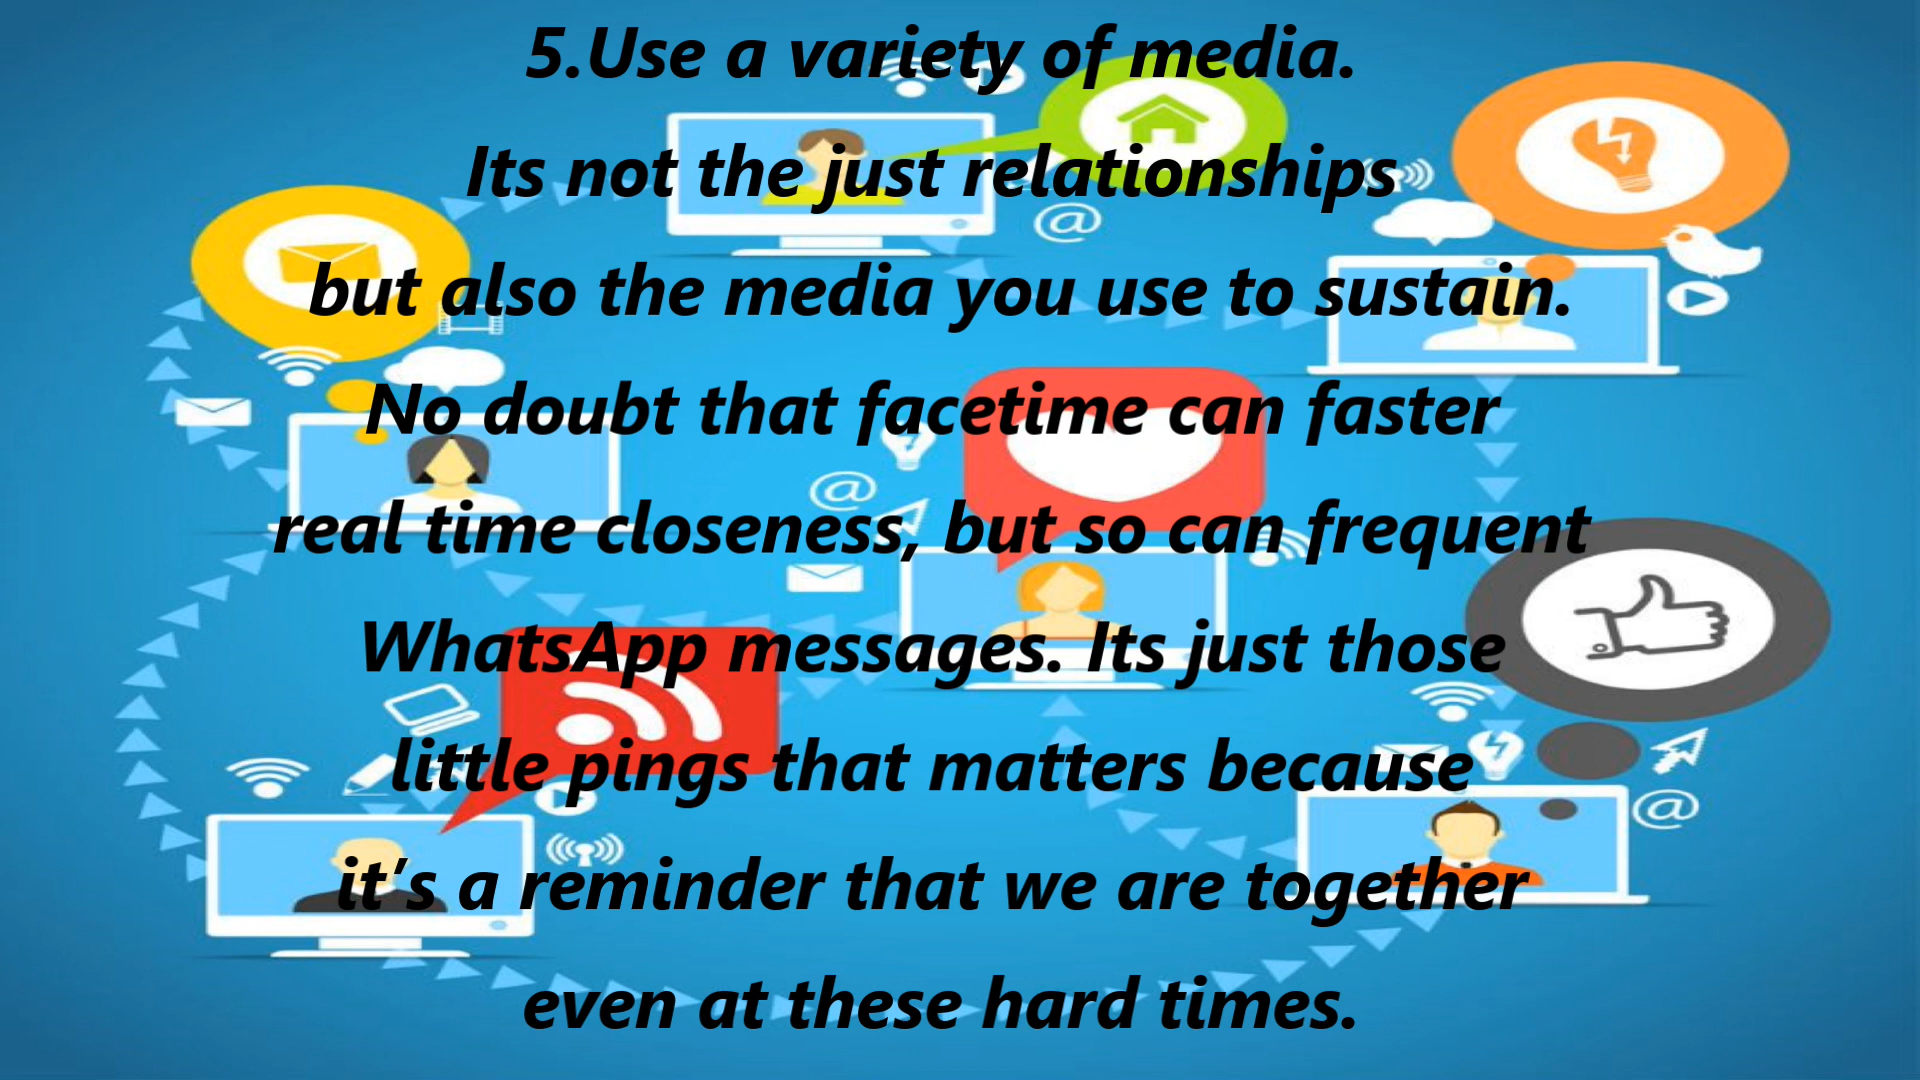 5.Use a variety of media.
Its not the just relationships
but also the media you use to sustain.
No doubt that facetime can faster
real time closeness, but so can frequent
WhatsApp messages. Its just those
little pings that matters because
it’s a reminder that we are together
even at these hard times.